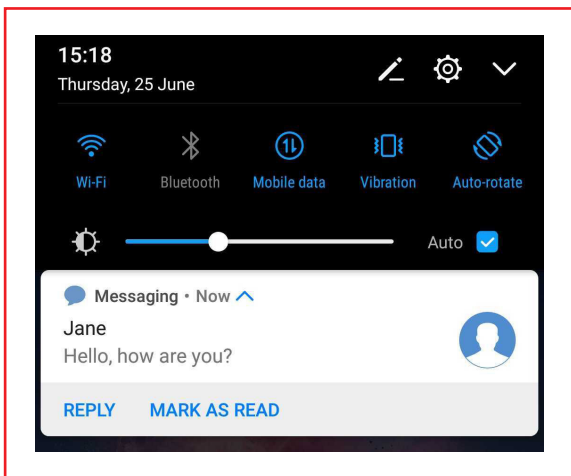 15:18
Thursday, 25 June
Wi-Fi Bluetooth Mobile data Vibration Auto-rotate
Auto
Messaging • Now
Jane
Hello, how are you?
REPLY MARK AS READ